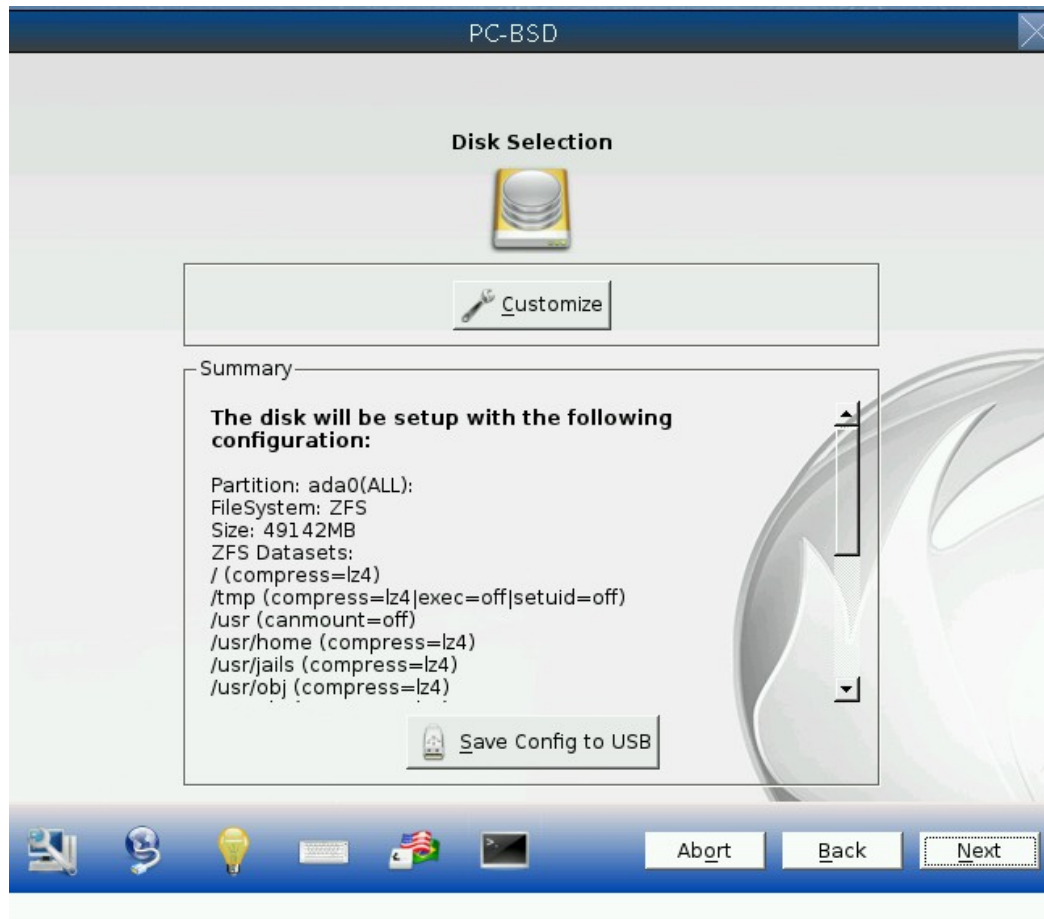 PC-BSD
Disk Selection
Customize
Summary
The disk will be setup with the following
configuration:
Partition: ada0(ALL):
FileSystem: ZFS
Size: 49142MB
ZFS Datasets:
/ (compress=lz4)
/tmp (compress=lz4|exec=off|setuid=off)
/usr (canmount=off)
/usr/home (compress=lz4)
/usr/jails (compress=lz4)
/usr/obj (compress=lz4)
Save Config to USB
Abort
Back
Next